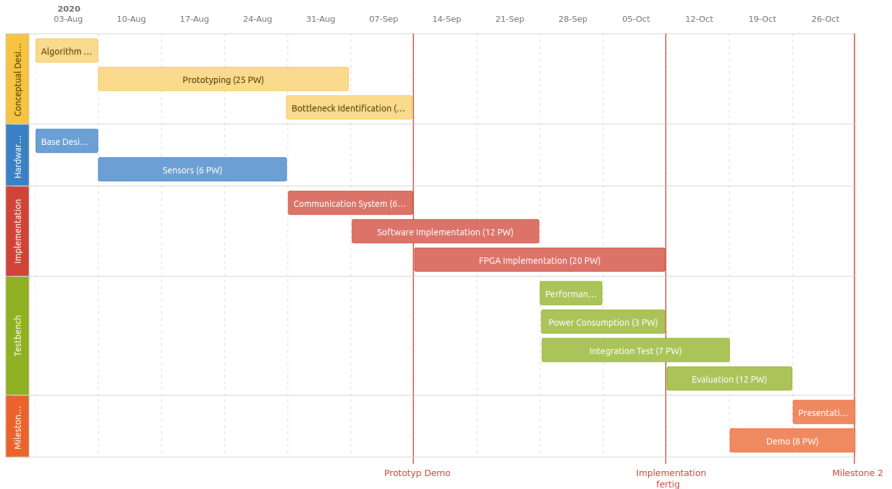 2020
03-Aug 10-Aug 17-Aug 24-Aug 31-Aug 07-Sep 14-Sep 21-Sep 28-Sep 05-Oct 12-Oct 19-Oct 26-Oct
Conceptual Desi...
Algorithm ...
Prototyping (25 PW)
Bottleneck Identification (...
Hardwar...
Base Desi...
Sensors (6 PW)
Implementation
Communication System (6...
Software Implementation (12 PW)
FPGA Implementation (20 PW)
Testbench
Performan...
Power Consumption (3 PW)
Integration Test (7 PW)
Evaluation (12 PW)
Mileston...
Presentati...
Demo (8 PW)
Prototyp Demo
Implementation
fertig
Milestone 2